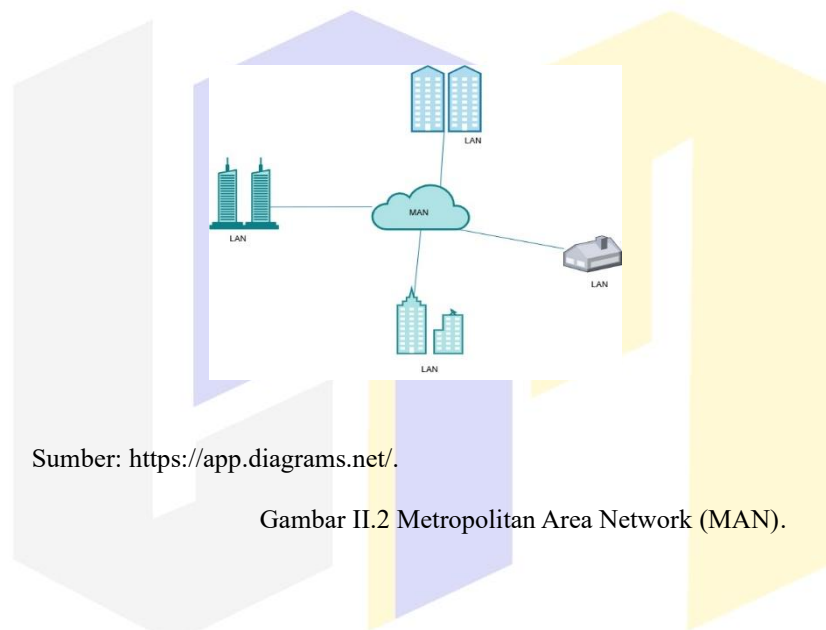 LAN
MAN
LAN
LAN
LAN
Sumber: https://app.diagrams.net/.
Gambar II.2 Metropolitan Area Network (MAN).